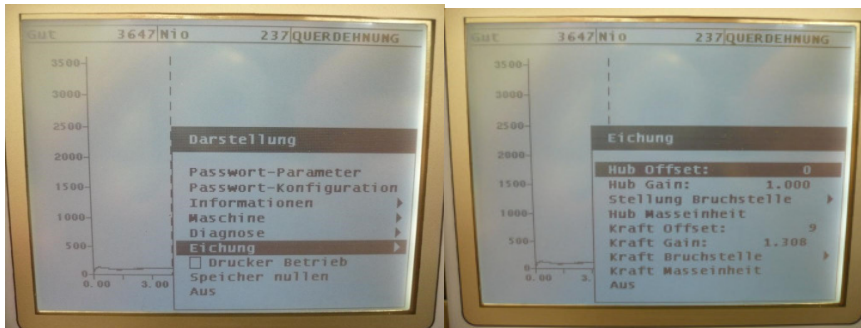 Gut 3647 Nio 237 QUERDEHNUNG
3500
3000
2500
2000
1500
1000
500
0
0.00 3.00
Darstellung
Passwort-Parameter
Passwort-Konfiguration
Informationen
Maschine
Diagnose
Eichung
Drucker Betrieb
Speicher nullen
Aus
Gut 3647 Nio 237 QUERDEHNUNG
3500
3000
2500
2000
1500
1000
500
0
0.00 3.
Eichung
Hub Offset: 0
Hub Gain: 1.000
Stellung Bruchstelle
Hub Masseinheit
Kraft Offset: 9
Kraft Gain: 1.308
Kraft Bruchstelle
Kraft Masseinheit
Aus